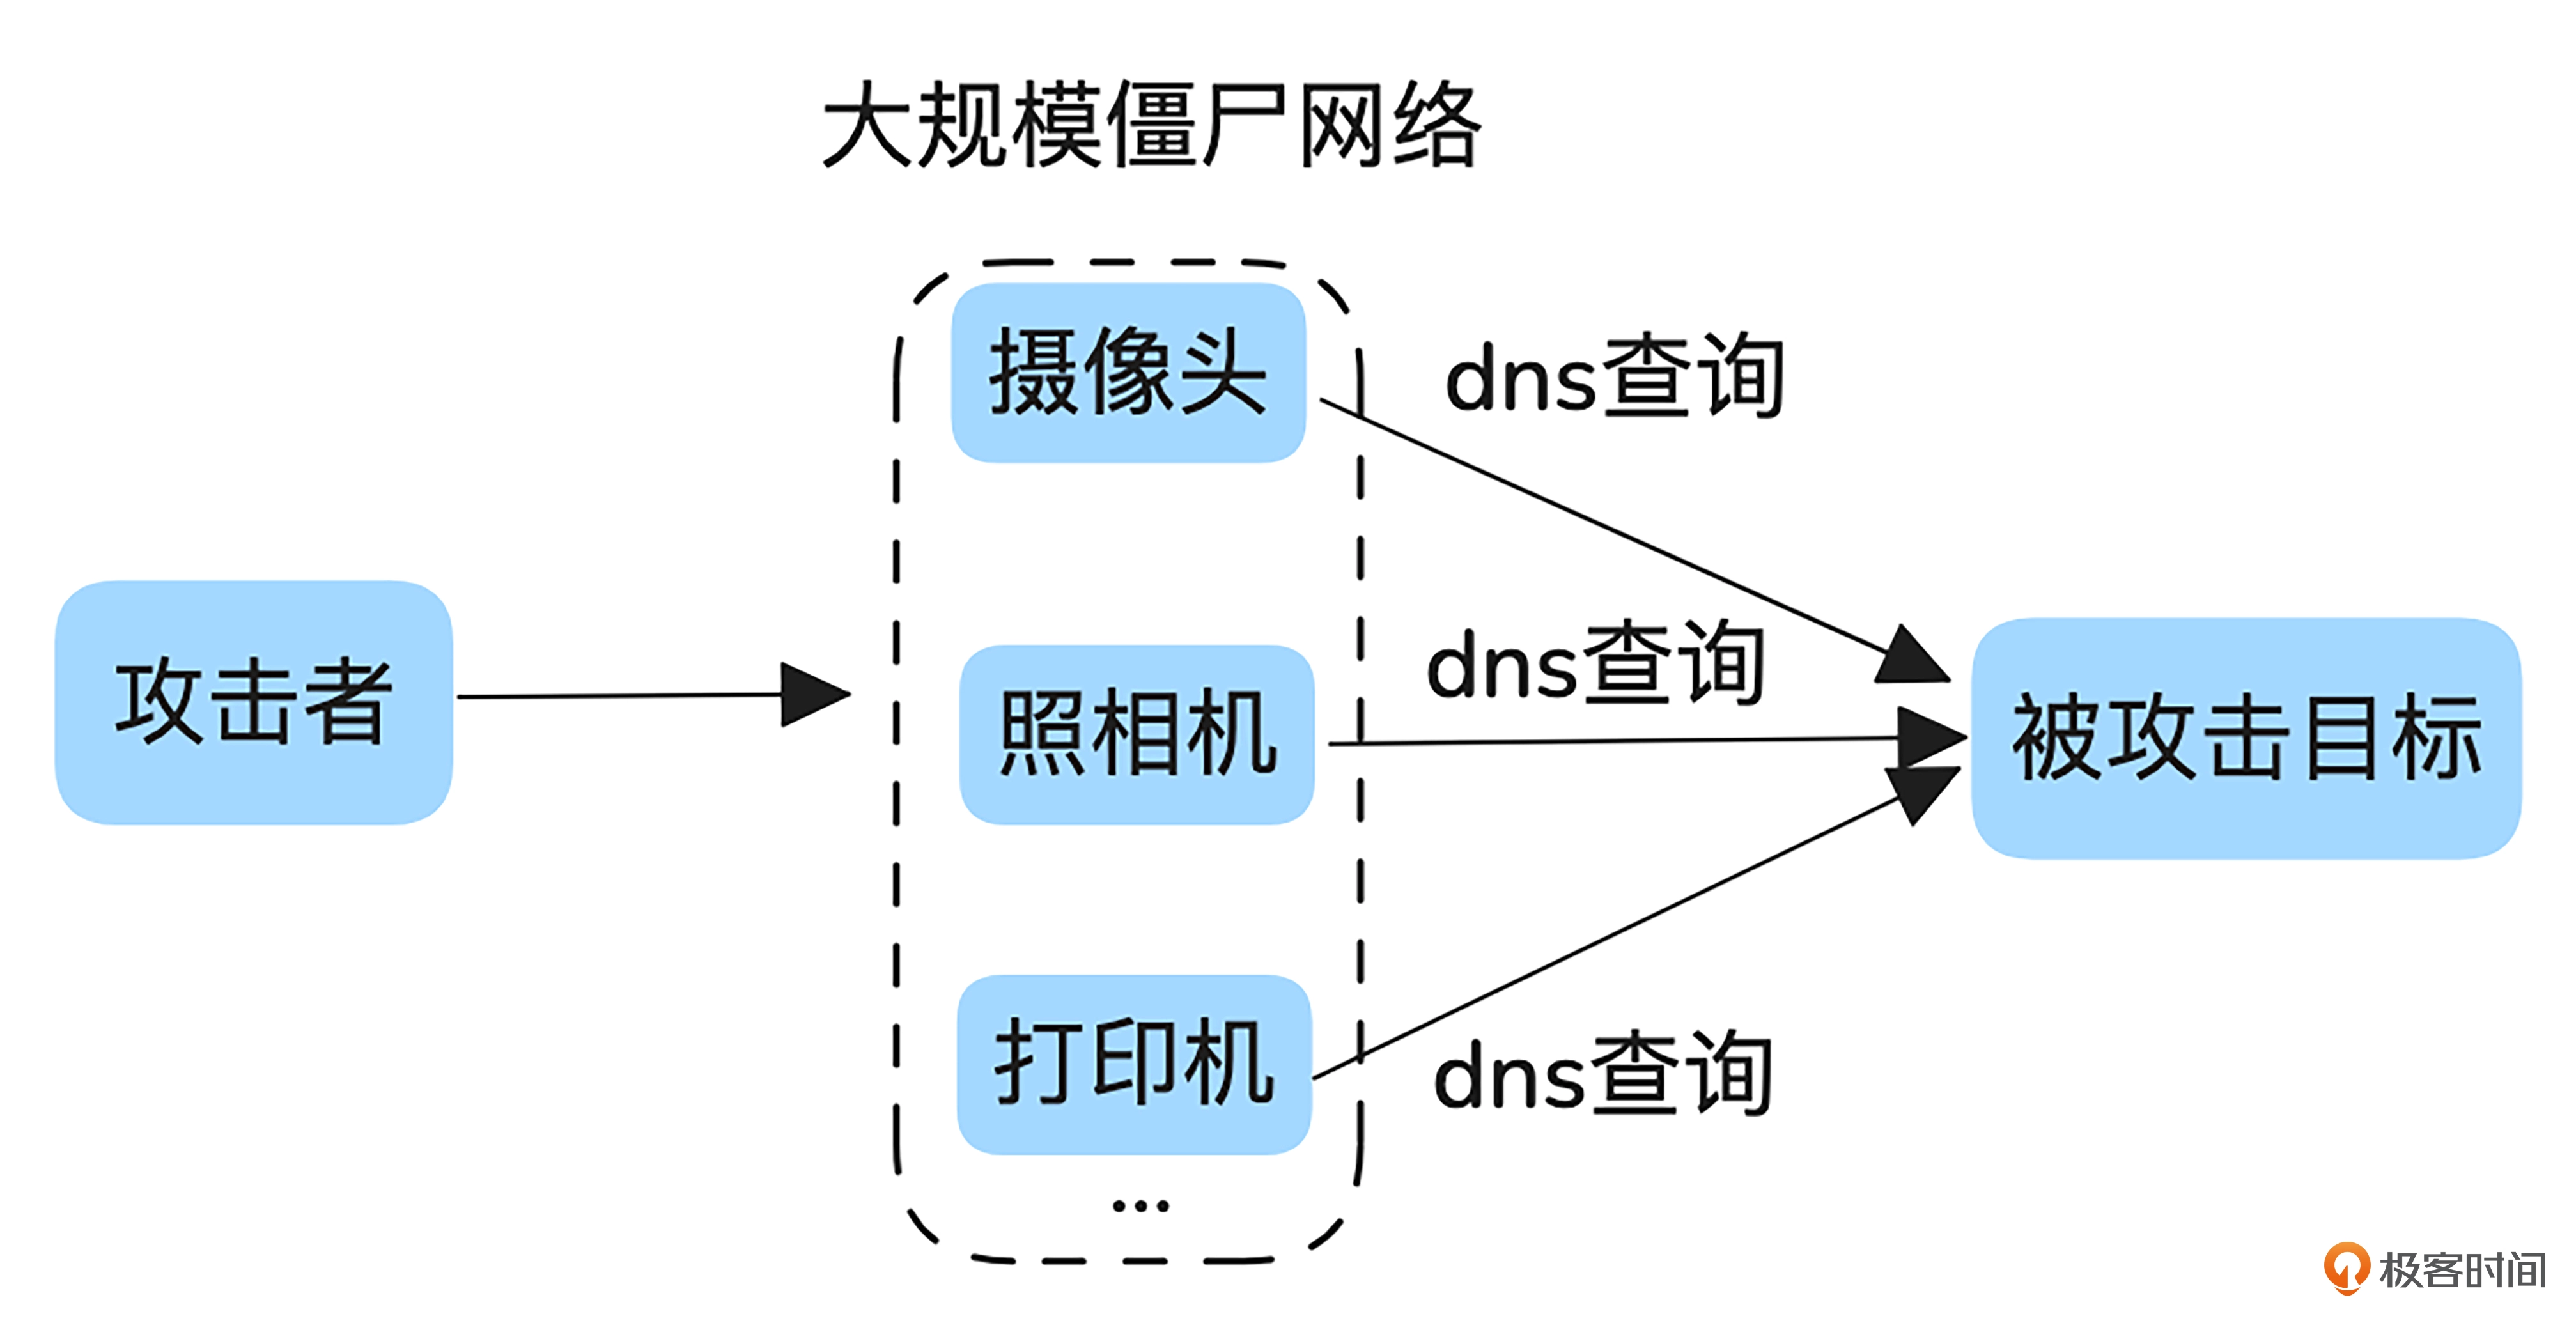 大规模僵尸网络
摄像头
dns查询
攻击者
照相机
dns查询
被攻击目标
打印机
dns查询
...
极客时间